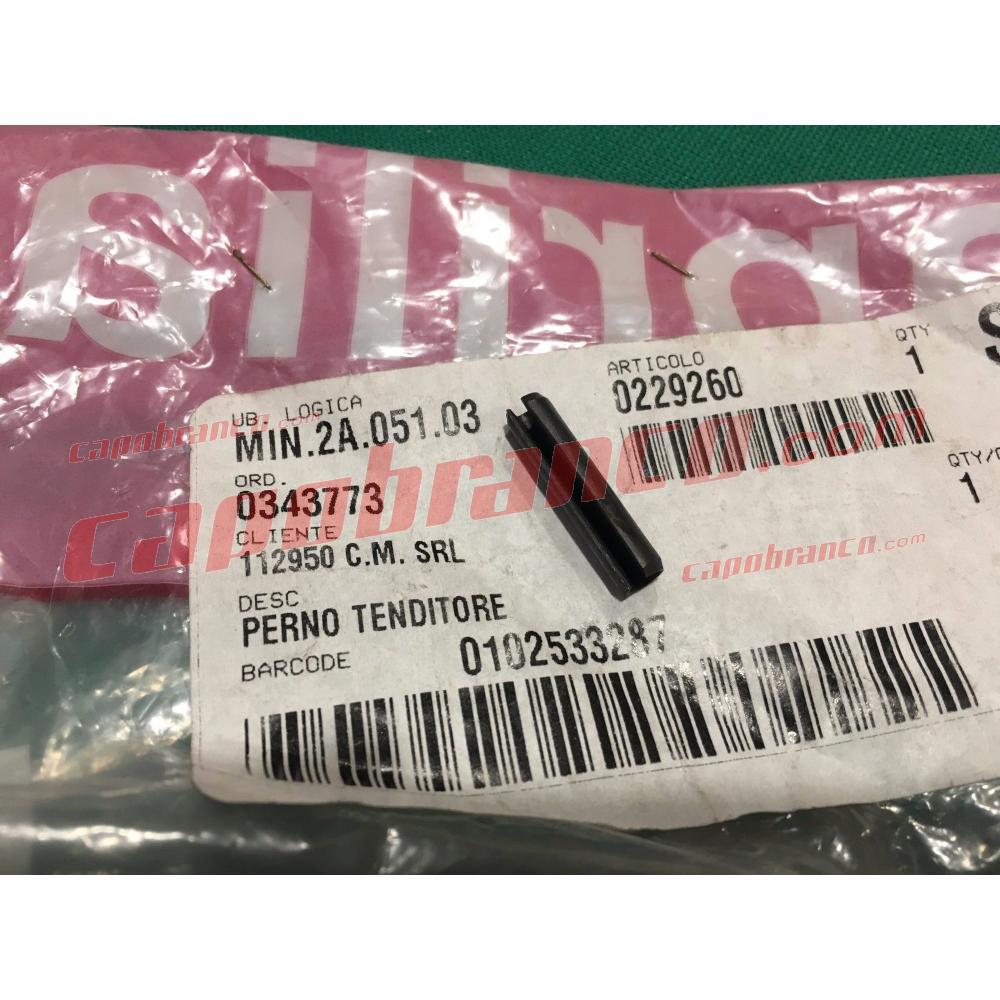 silings
UB. LOGICA
MIN.2A.051.03
ARTICOLO
0229260
QTY
1
S
ORD.
0343773
CLIENTE
112950 C.M. SRL
QTY/
1
DESC
PERNO TENDITORE
BARCODE
0102533287
capobranco.com
capobranco.com
capobranco.com